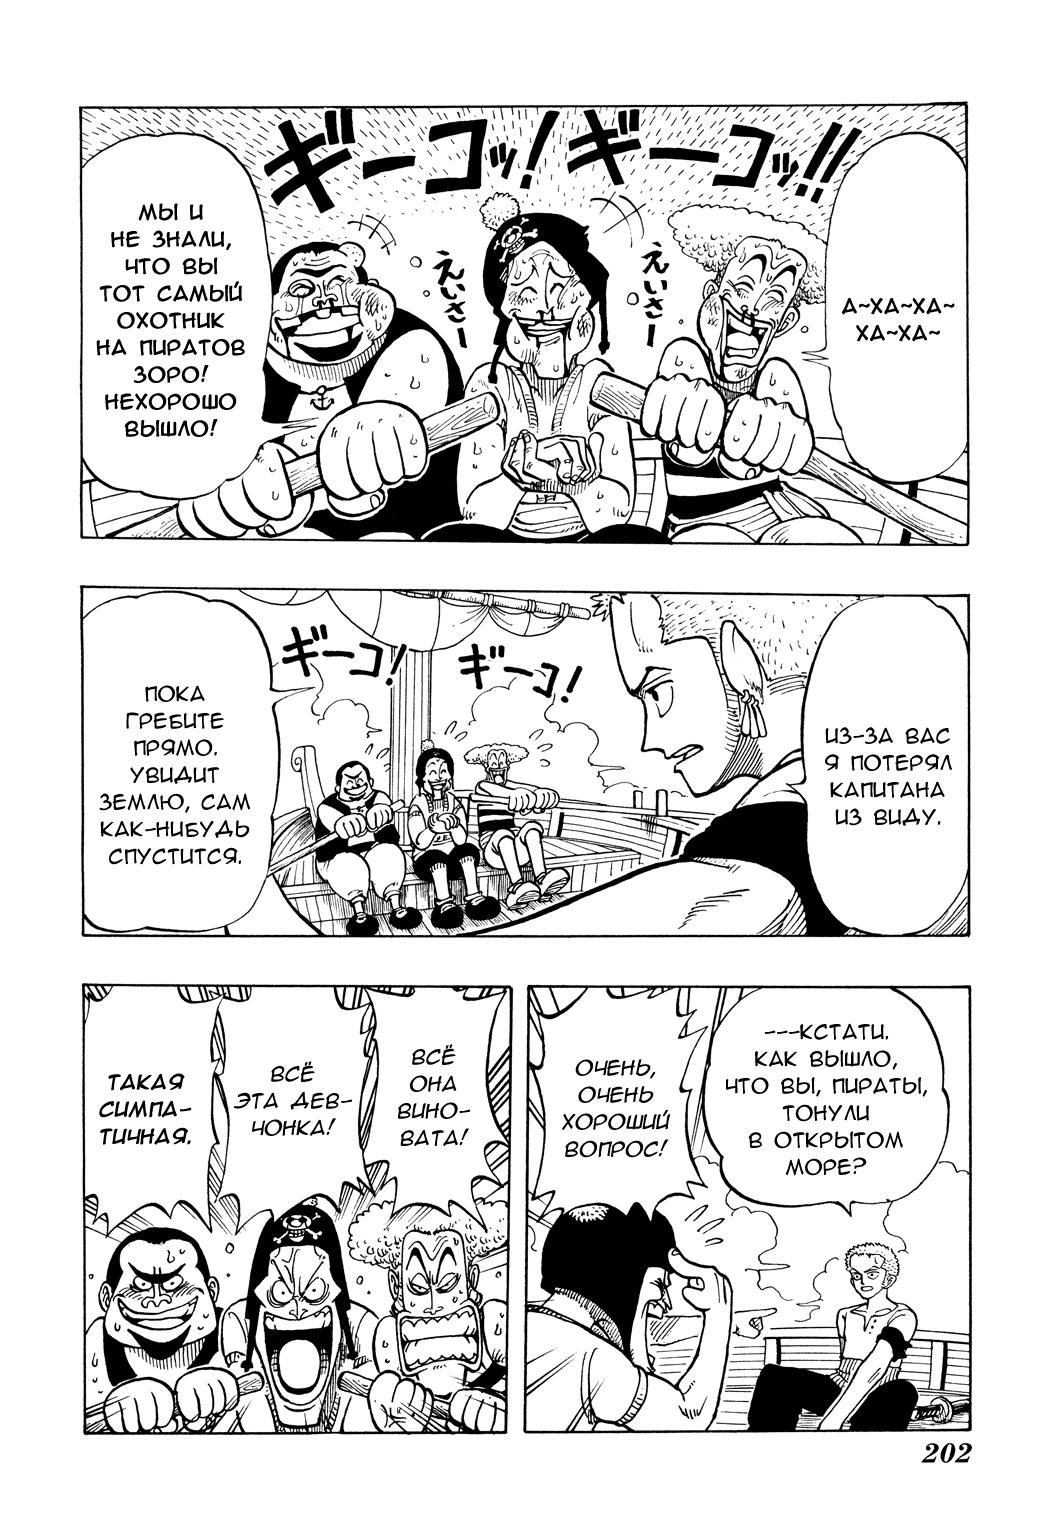 ギーコッ! ギーコッ!!
А~ХА~ХА~
ХА~ХА~
えいさー
えいさー
МЫ И
НЕ ЗНАЛИ,
ЧТО ВЫ
ТОТ САМЫЙ
ОХОТНИК
НА ПИРАТОВ
ЗОРО!
НЕХОРОШО
ВЫШЛО!
ИЗ-ЗА ВАС
Я ПОТЕРЯЛ
КАПИТАНА
ИЗ ВИДУ.
ギーコ!
ギーコ!
ПОКА
ГРЕБИТЕ
ПРЯМО.
УВИДИТ
ЗЕМЛЮ, САМ
КАК-НИБУДЬ
СПУСТИТСЯ.
---КСТАТИ.
КАК ВЫШЛО,
ЧТО ВЫ, ПИРАТЫ,
ТОНУЛИ
В ОТКРЫТОМ
МОРЕ?
ОЧЕНЬ,
ОЧЕНЬ
ХОРОШИЙ
ВОПРОС!
ВСЁ
ОНА
ВИНО-
ВАТА!
ВСЁ
ЭТА ДЕВ-
ЧОНКА!
ТАКАЯ
СИМПА-
ТИЧНАЯ.
202